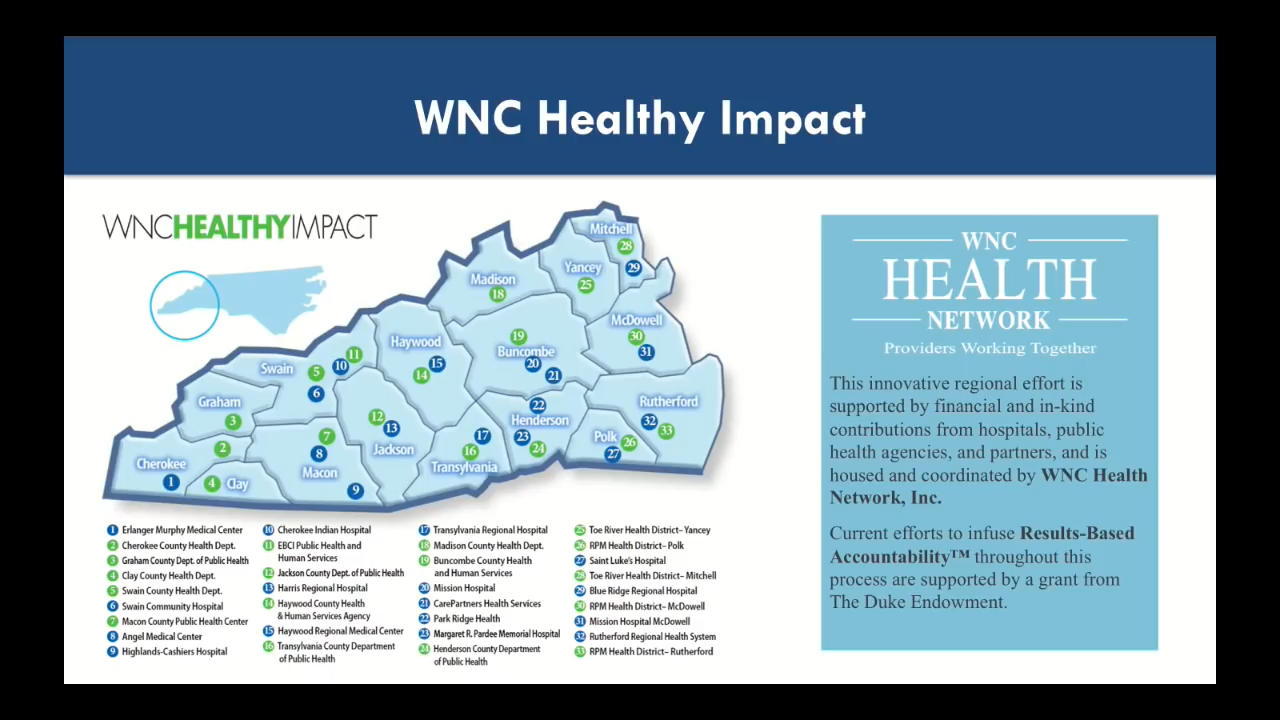 WNC Healthy Impact
WNCHEALTHYIMPACT
Mitchell
28
29
Yancey
25
Madison
18
McDowell
30
31
Haywood
15
14
19
Buncombe
20
21
Swain
11
10
5
6
Graham
3
2
Cherokee
1
4
Clay
7
8
Macon
9
12
13
Jackson
17
16
Transylvania
22
Henderson
23
24
Polk
26
27
Rutherford
32
33
1 Erlanger Murphy Medical Center
2 Cherokee County Health Dept.
3 Graham County Dept. of Public Health
4 Clay County Health Dept.
5 Swain County Health Dept.
6 Swain Community Hospital
7 Macon County Public Health Center
8 Angel Medical Center
9 Highlands-Cashiers Hospital
10 Cherokee Indian Hospital
11 EBCI Public Health and
Human Services
12 Jackson County Dept. of Public Health
13 Harris Regional Hospital
14 Haywood County Health
& Human Services Agency
15 Haywood Regional Medical Center
16 Transylvania County Department
of Public Health
17 Transylvania Regional Hospital
18 Madison County Health Dept.
19 Buncombe County Health
and Human Services
20 Mission Hospital
21 CarePartners Health Services
22 Park Ridge Health
23 Margaret R. Pardee Memorial Hospital
24 Henderson County Department
of Public Health
25 Toe River Health District– Yancey
26 RPM Health District– Polk
27 Saint Luke's Hospital
28 Toe River Health District– Mitchell
29 Blue Ridge Regional Hospital
30 RPM Health District– McDowell
31 Mission Hospital McDowell
32 Rutherford Regional Health System
33 RPM Health District– Rutherford
WNC
HEALTH
NETWORK
Providers Working Together
This innovative regional effort is
supported by financial and in-kind
contributions from hospitals, public
health agencies, and partners, and is
housed and coordinated by WNC Health
Network, Inc.
Current efforts to infuse Results-Based
Accountability™ throughout this
process are supported by a grant from
The Duke Endowment.